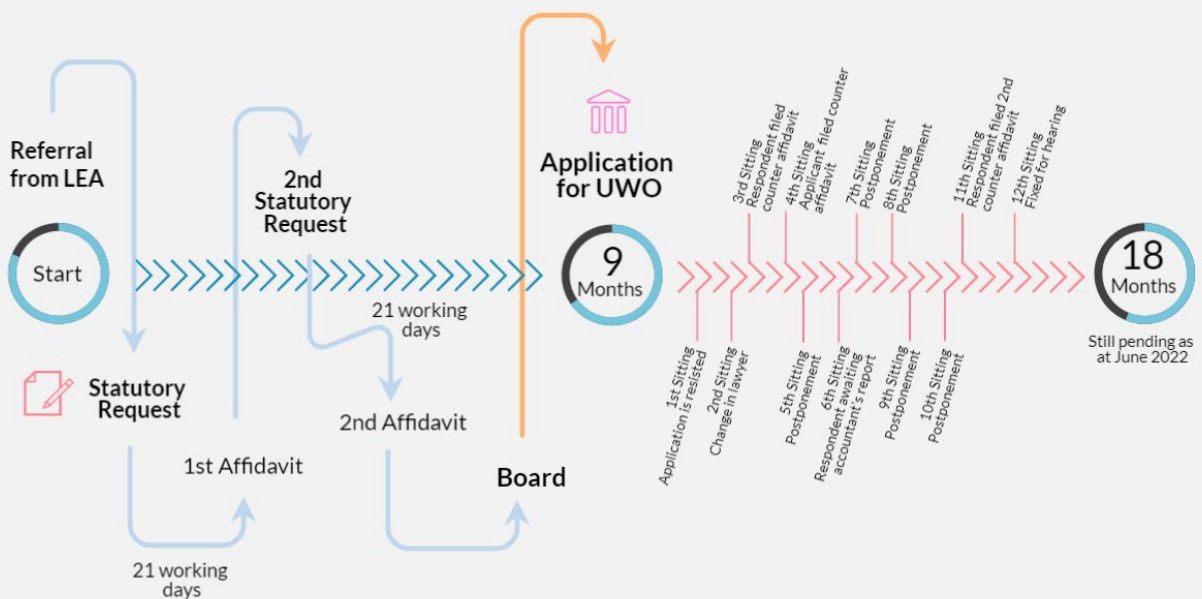 Referral
from LEA
Start
Statutory
Request
21 working
days
1st Affidavit
2nd
Statutory
Request
21 working
days
2nd Affidavit
Board
Application
for UWO
9
Months
1st Sitting
Application is resisted
2nd Sitting
Change in lawyer
3rd Sitting
Respondent filed
counter affidavit
4th Sitting
Applicant filed counter
affidavit
5th Sitting
Postponement
6th Sitting
Respondent awaiting
accountant's report
7th Sitting
Postponement
8th Sitting
Postponement
9th Sitting
Postponement
10th Sitting
Postponement
11th Sitting
Respondent filed 2nd
counter affidavit
12th Sitting
Fixed for hearing
18
Months
Still pending as
at June 2022